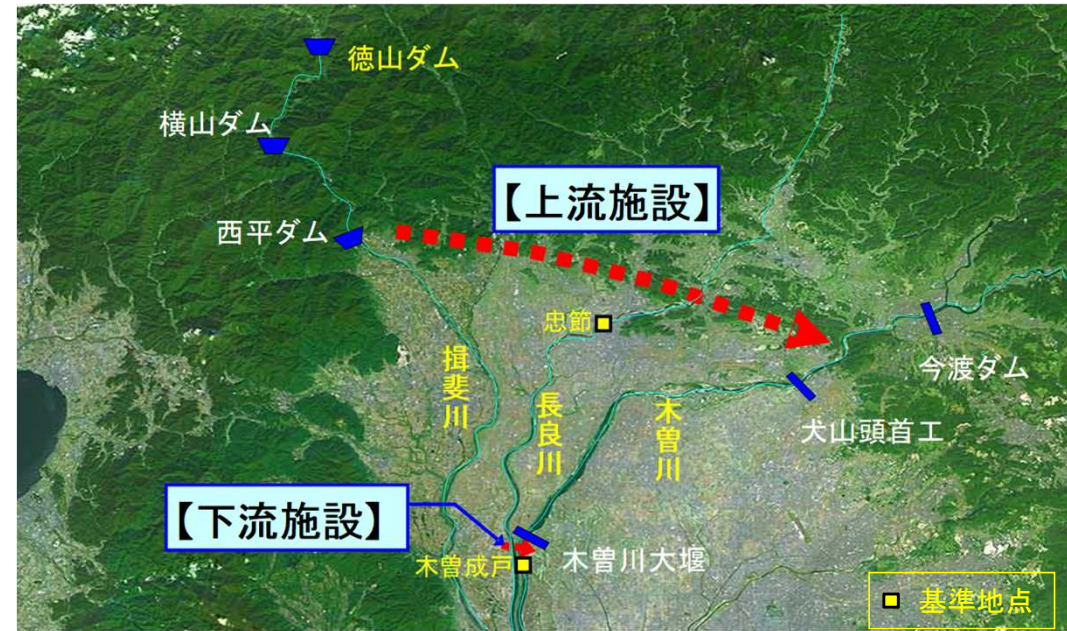 徳山ダム
横山ダム
【上流施設】
西平ダム
忠節
今渡ダム
揖斐川
長良川
木曽川
犬山頭首工
【下流施設】
木曽成戸
木曽川大堰
基準地点